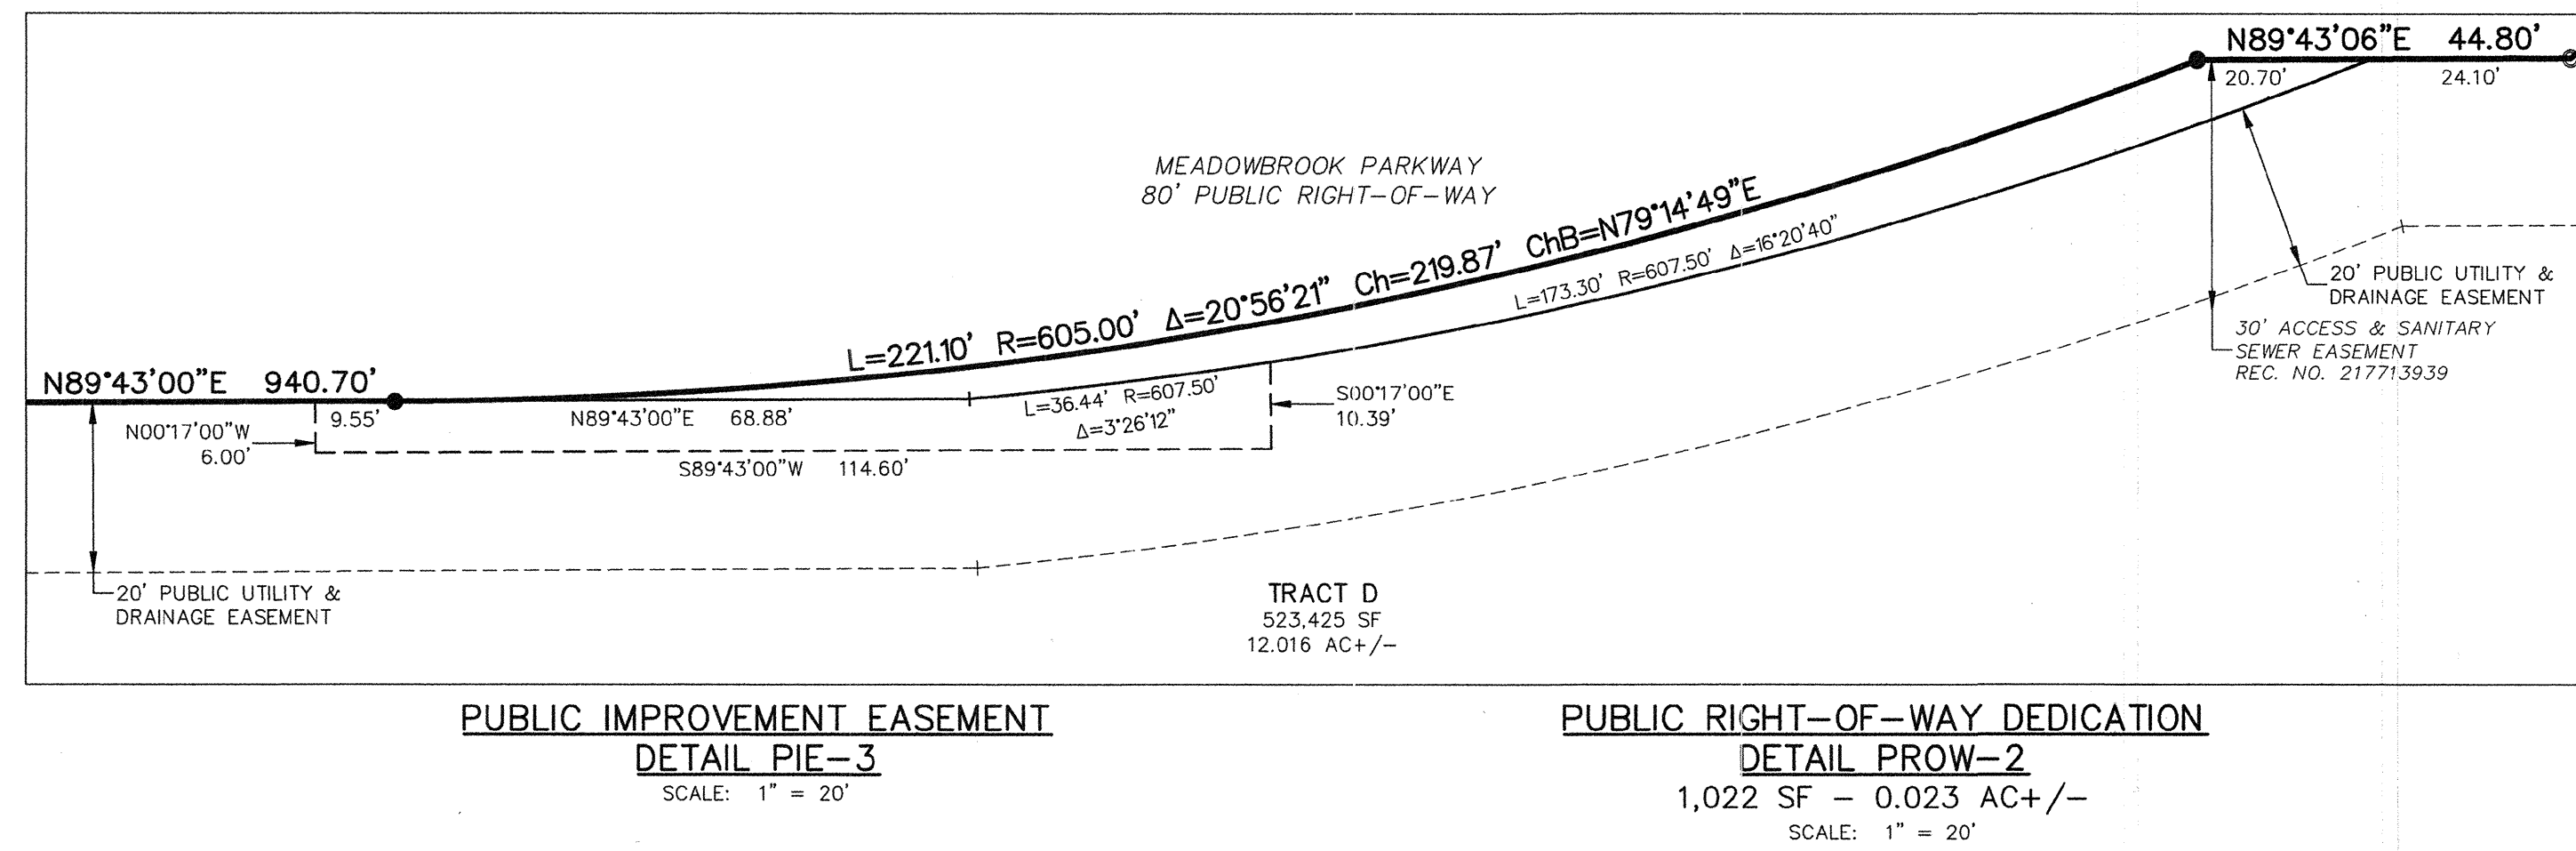 N89°43'06"E 44.80'
20.70' 24.10'
MEADOWBROOK PARKWAY
80' PUBLIC RIGHT-OF-WAY
L=221.10' R=605.00' Δ=20°56'21" Ch=219.87' ChB=N79°14'49"E
L=173.30' R=607.50' Δ=16°20'40"
20' PUBLIC UTILITY &
DRAINAGE EASEMENT
30' ACCESS & SANITARY
SEWER EASEMENT
REC. NO. 217713939
N89°43'00"E 940.70'
9.55'
N89°43'00"E 68.88'
L=36.44' R=607.50'
Δ=3°26'12"
S00°17'00"E
10.39'
N00°17'00"W
6.00'
S89°43'00"W 114.60'
20' PUBLIC UTILITY &
DRAINAGE EASEMENT
TRACT D
523,425 SF
12.016 AC+/-
PUBLIC IMPROVEMENT EASEMENT
DETAIL PIE-3
SCALE: 1" = 20'
PUBLIC RIGHT-OF-WAY DEDICATION
DETAIL PROW-2
1,022 SF - 0.023 AC+/-
SCALE: 1" = 20'